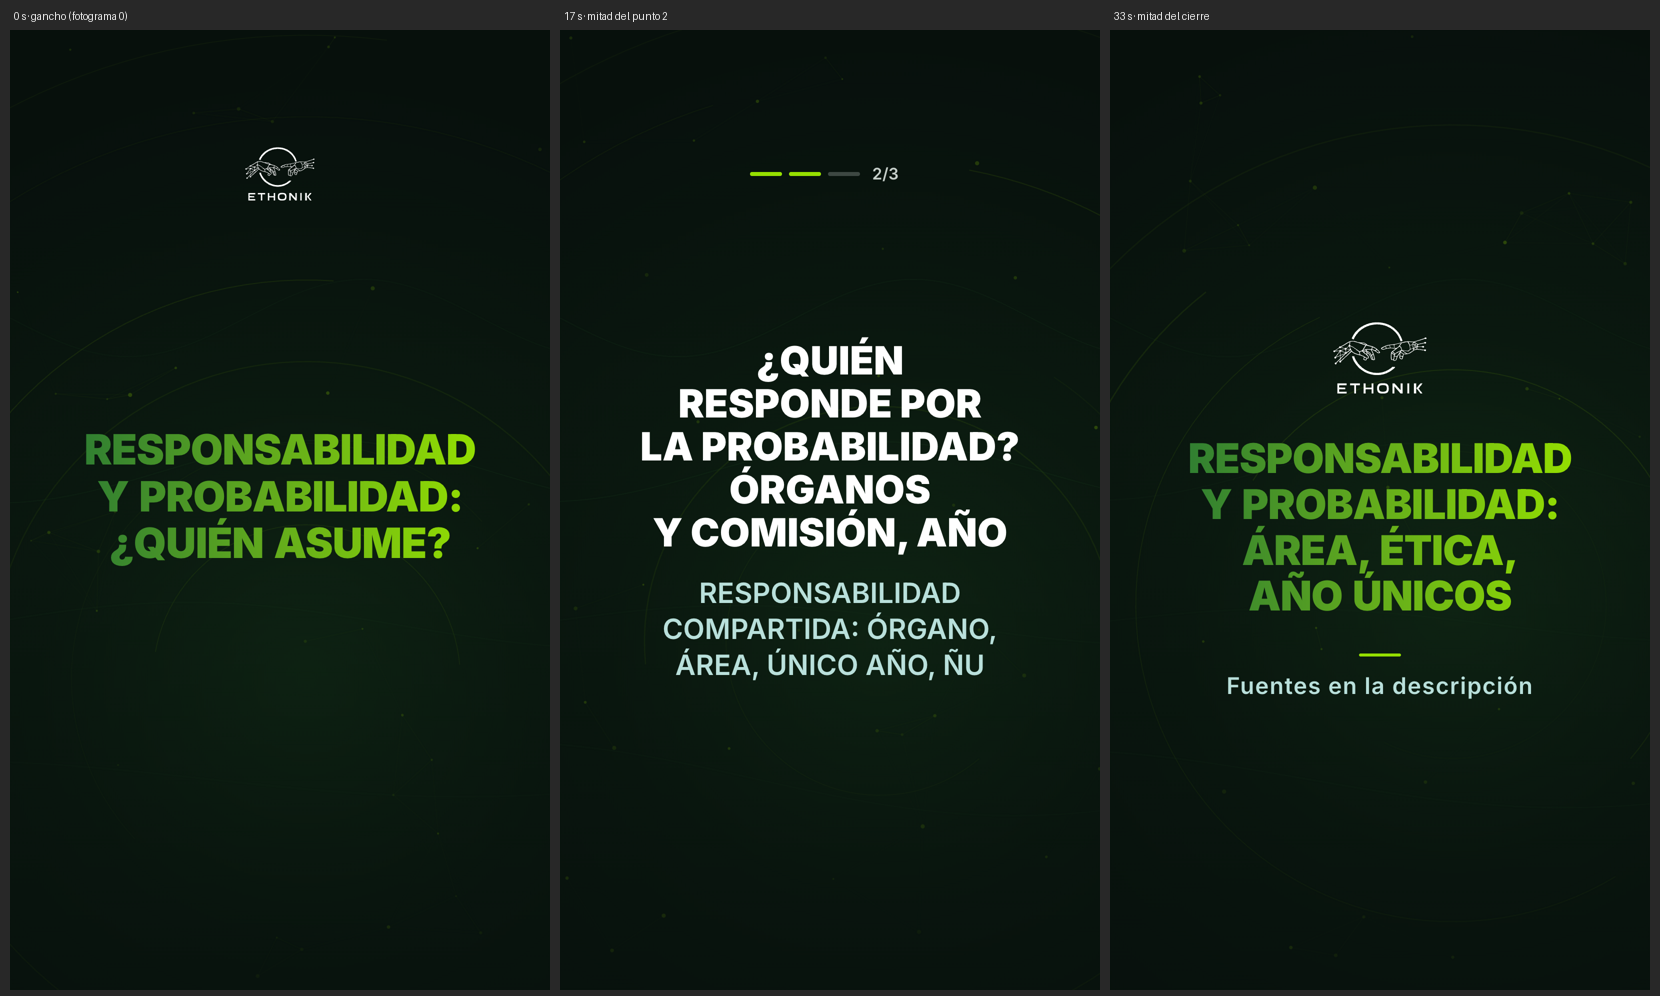 0 s · gancho (fotograma 0)
ETHONIK
RESPONSABILIDAD
Y PROBABILIDAD:
¿QUIÉN ASUME?
17 s · mitad del punto 2
2/3
¿QUIÉN
RESPONDE POR
LA PROBABILIDAD?
ÓRGANOS
Y COMISIÓN, AÑO
RESPONSABILIDAD
COMPARTIDA: ÓRGANO,
ÁREA, ÚNICO AÑO, ÑU
33 s · mitad del cierre
ETHONIK
RESPONSABILIDAD
Y PROBABILIDAD:
ÁREA, ÉTICA,
AÑO ÚNICOS
Fuentes en la descripción